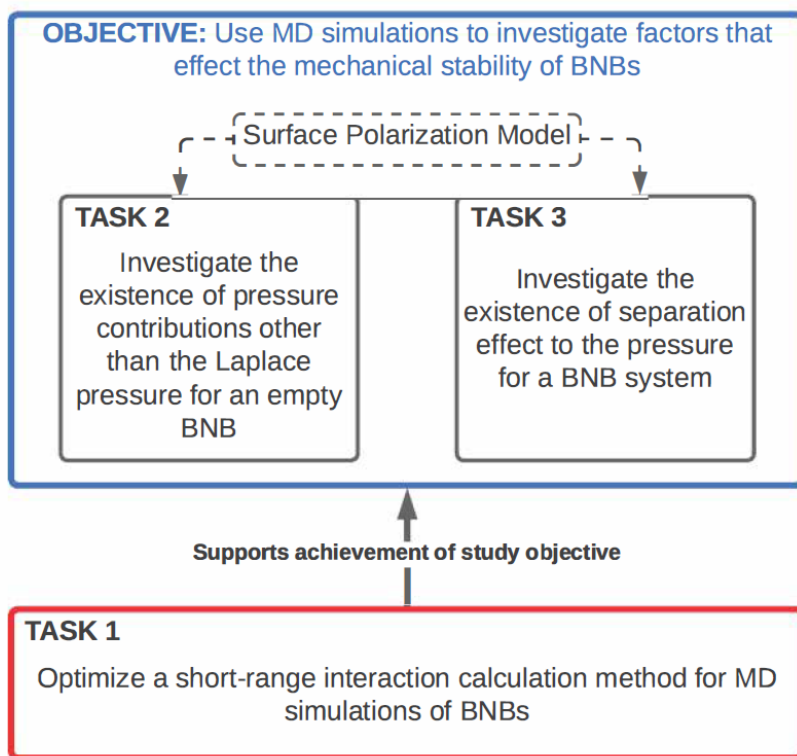 OBJECTIVE: Use MD simulations to investigate factors that
effect the mechanical stability of BNBs
Surface Polarization Model
TASK 2
Investigate the
existence of pressure
contributions other
than the Laplace
pressure for an empty
BNB
TASK 3
Investigate the
existence of separation
effect to the pressure
for a BNB system
Supports achievement of study objective
TASK 1
Optimize a short-range interaction calculation method for MD
simulations of BNBs